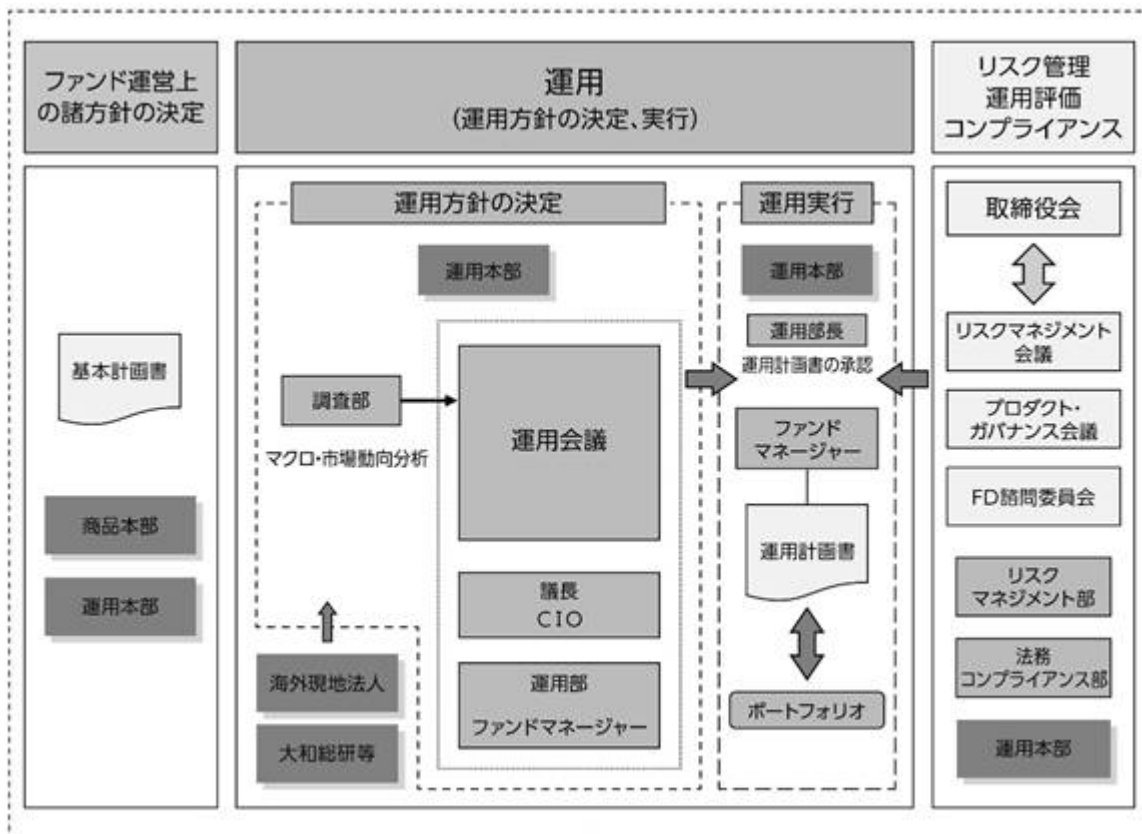 ファンド運営上
の諸方針の決定
運用
(運用方針の決定、実行)
リスク管理
運用評価
コンプライアンス
基本計画書
商品本部
運用本部
運用方針の決定
運用本部
調査部
マクロ・市場動向分析
運用会議
議長
CIO
運用部
ファンドマネージャー
海外現地法人
大和総研等
運用実行
運用本部
運用部長
運用計画書の承認
ファンド
マネージャー
運用計画書
ポートフォリオ
取締役会
リスクマネジメント
会議
プロダクト・
ガバナンス会議
FD諮問委員会
リスク
マネジメント部
法務
コンプライアンス部
運用本部